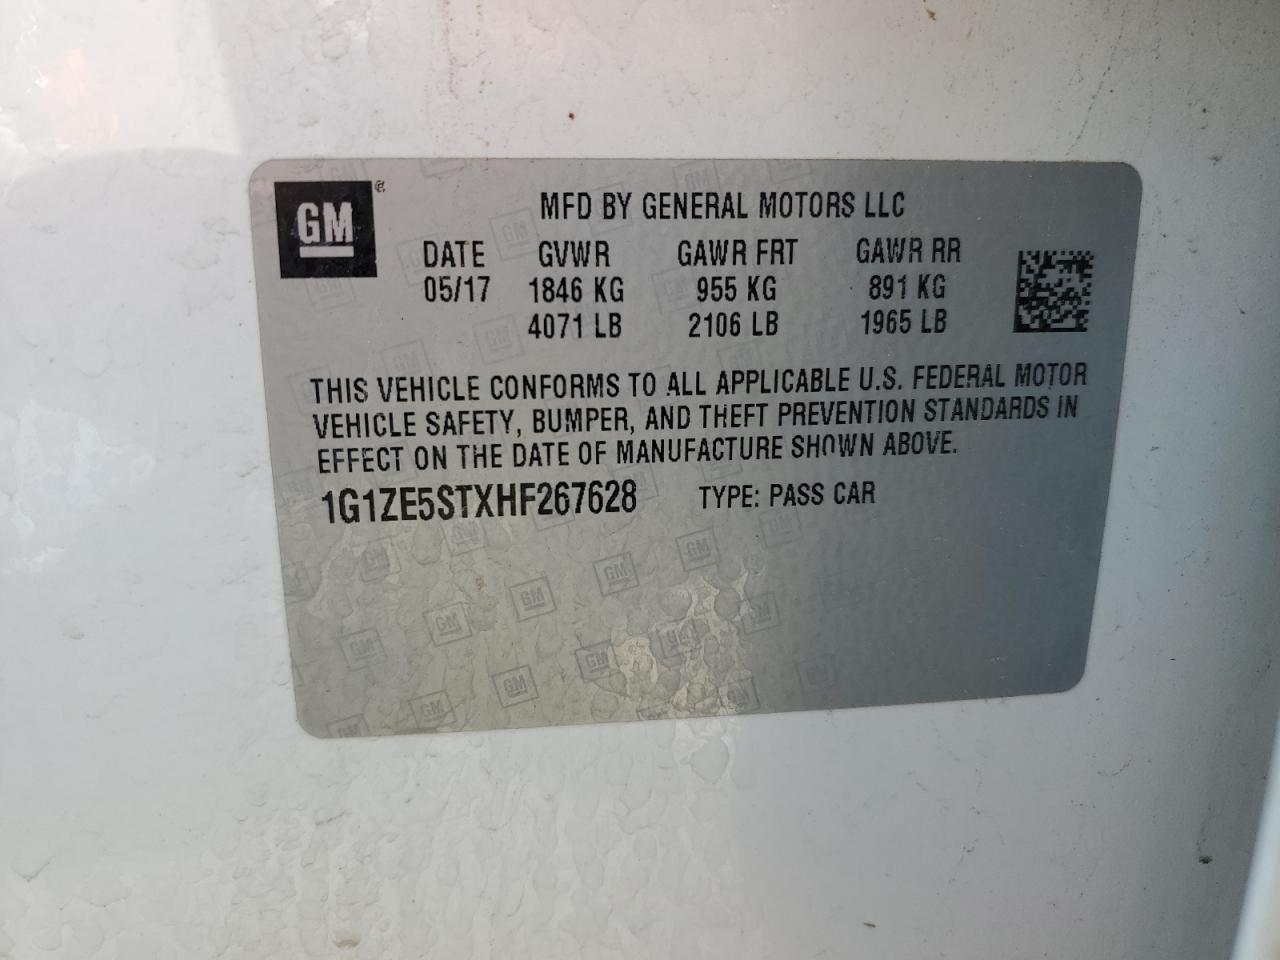 GM
MFD BY GENERAL MOTORS LLC
DATE GVWR GAWR FRT GAWR RR
05/17 1846 KG 955 KG 891 KG
4071 LB 2106 LB 1965 LB
THIS VEHICLE CONFORMS TO ALL APPLICABLE U.S. FEDERAL MOTOR
VEHICLE SAFETY, BUMPER, AND THEFT PREVENTION STANDARDS IN
EFFECT ON THE DATE OF MANUFACTURE SHOWN ABOVE.
1G1ZE5STXHF267628 TYPE: PASS CAR